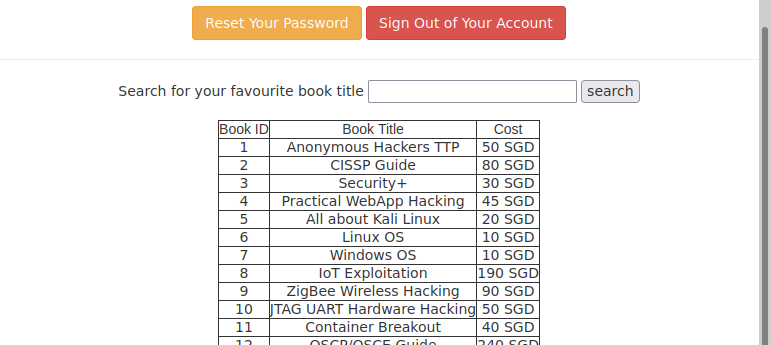 Reset Your Password Sign Out of Your Account
Search for your favourite book title search
Book ID Book Title Cost
1 Anonymous Hackers TTP 50 SGD
2 CISSP Guide 80 SGD
3 Security+ 30 SGD
4 Practical WebApp Hacking 45 SGD
5 All about Kali Linux 20 SGD
6 Linux OS 10 SGD
7 Windows OS 10 SGD
8 IoT Exploitation 190 SGD
9 ZigBee Wireless Hacking 90 SGD
10 JTAG UART Hardware Hacking 50 SGD
11 Container Breakout 40 SGD
12 OSCP/OSCE Guide 240 SGD